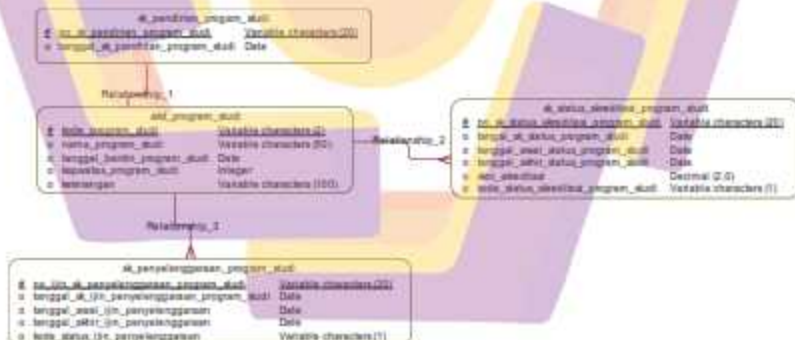 sk_pendirian_program_studi
# no_sk_pendirian_program_studi Variable characters (20)
o tanggal_sk_pendirian_program_studi Date
Relationship_1
add_program_studi
# kode_program_studi Variable characters (2)
o nama_program_studi Variable characters (50)
o tanggal_berdiri_program_studi Date
o kapasitas_program_studi Integer
o keterangan Variable characters (100)
Relationship_2
sk_status_akreditasi_program_studi
# no_sk_status_akreditasi_program_studi Variable characters (20)
o tanggal_sk_status_program_studi Date
o tanggal_awal_status_program_studi Date
o tanggal_akhir_status_program_studi Date
o akreditasi Decimal (2,0)
o kode_status_akreditasi_program_studi Variable characters (1)
Relationship_3
sk_penyelenggaraan_program_studi
# no_ijin_sk_penyelenggaraan_program_studi Variable characters (20)
o tanggal_sk_ijin_penyelenggaraan_program_studi Date
o tanggal_awal_ijin_penyelenggaraan Date
o tanggal_akhir_ijin_penyelenggaraan Date
o kode_status_ijin_penyelenggaraan Variable characters (1)